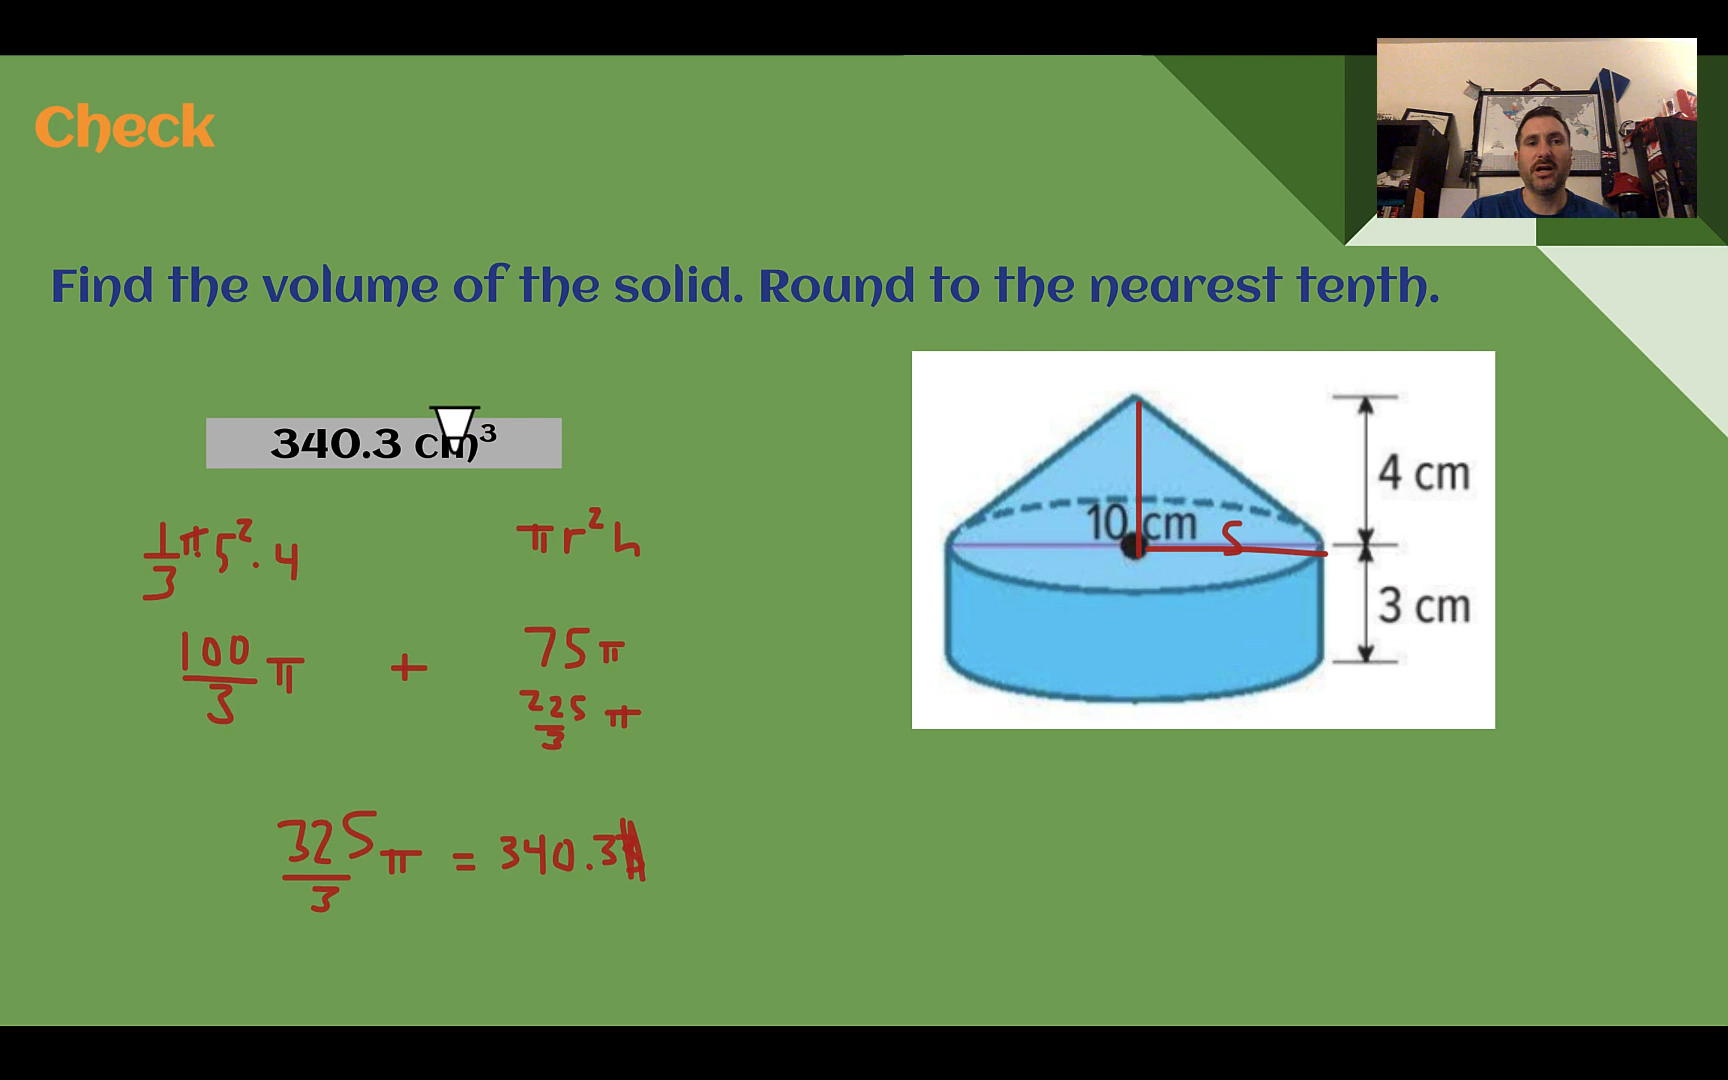 Check
Find the volume of the solid. Round to the nearest tenth.
340.3 cm³
1/3 π 5² · 4
πr²h
100/3 π + 75π
225/3 π
325/3 π = 340.3
10 cm
5
4 cm
3 cm